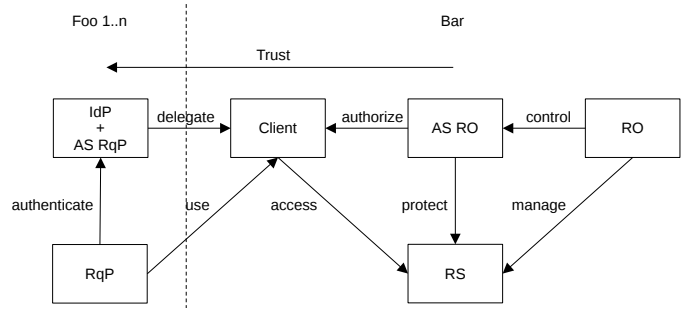 Foo 1..n
Bar
Trust
IdP
+
AS RqP
delegate
Client
authorize
AS RO
control
RO
authenticate
use
access
protect
manage
RqP
RS